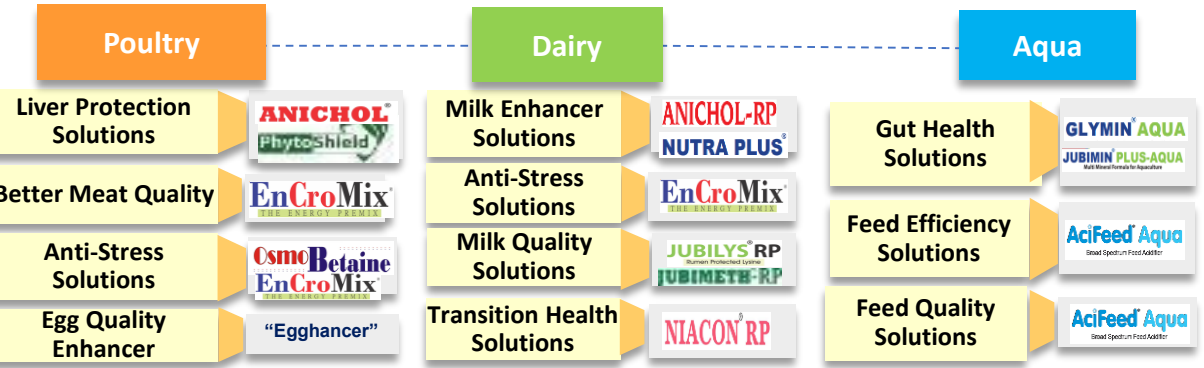 Poultry
Dairy
Aqua
Liver Protection
Solutions
ANICHOL®
PhytoShield
Better Meat Quality
EnCroMix®
THE ENERGY PREMIX
Anti-Stress
Solutions
OsmoBetaine
EnCroMix®
THE ENERGY PREMIX
Egg Quality
Enhancer
“Egghancer”
Milk Enhancer
Solutions
ANICHOL-RP
NUTRA PLUS®
Anti-Stress
Solutions
EnCroMix®
THE ENERGY PREMIX
Milk Quality
Solutions
JUBILYS® RP
Rumen Protected Lysine
JUBIMETH-RP
Transition Health
Solutions
NIACON® RP
Gut Health
Solutions
GLYMIN® AQUA
JUBIMIN® PLUS-AQUA
Multi Mineral Formula for Aquaculture
Feed Efficiency
Solutions
AciFeed® Aqua
Broad Spectrum Feed Acidifier
Feed Quality
Solutions
AciFeed® Aqua
Broad Spectrum Feed Acidifier